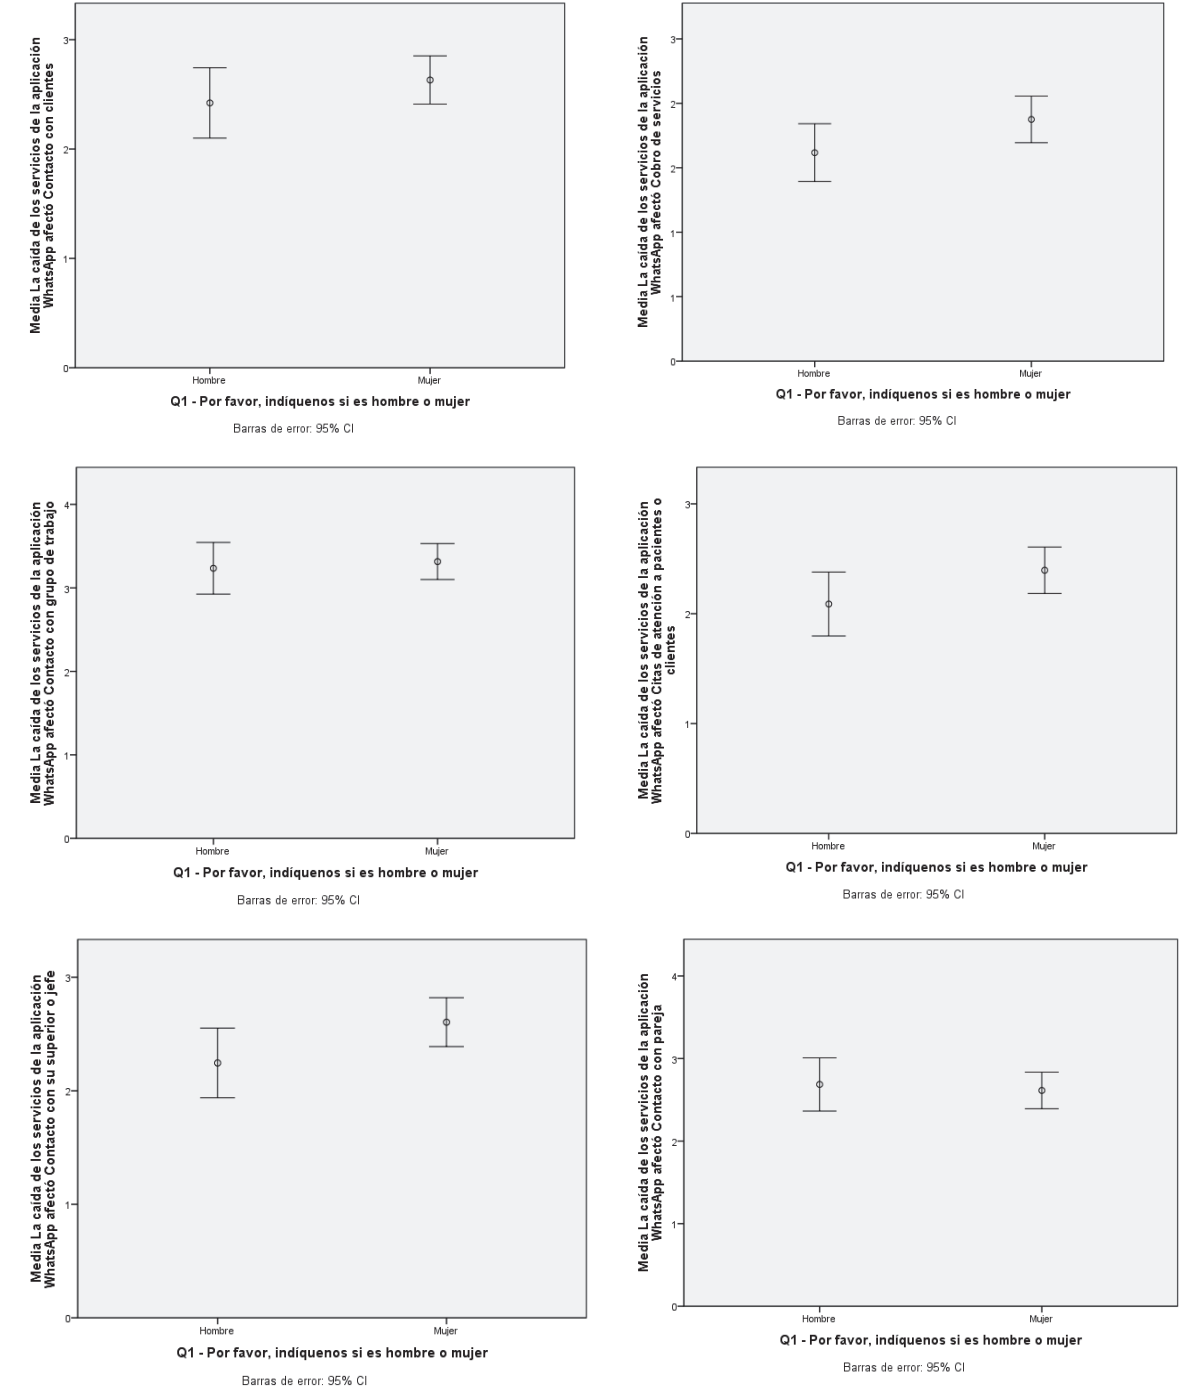 Media La caída de los servicios de la aplicación
WhatsApp afectó Contacto con clientes
3
2
1
0
Hombre
Mujer
Q1 - Por favor, indíquenos si es hombre o mujer
Barras de error: 95% CI
Media La caída de los servicios de la aplicación
WhatsApp afectó Cobro de servicios
3
2
2
1
1
0
Hombre
Mujer
Q1 - Por favor, indíquenos si es hombre o mujer
Barras de error: 95% CI
Media La caída de los servicios de la aplicación
WhatsApp afectó Contacto con grupo de trabajo
4
3
2
1
0
Hombre
Mujer
Q1 - Por favor, indíquenos si es hombre o mujer
Barras de error: 95% CI
Media La caída de los servicios de la aplicación
WhatsApp afectó Citas de atención a pacientes o
clientes
3
2
1
0
Hombre
Mujer
Q1 - Por favor, indíquenos si es hombre o mujer
Barras de error: 95% CI
Media La caída de los servicios de la aplicación
WhatsApp afectó Contacto con su superior o jefe
3
2
1
0
Hombre
Mujer
Q1 - Por favor, indíquenos si es hombre o mujer
Barras de error: 95% CI
Media La caída de los servicios de la aplicación
WhatsApp afectó Contacto con pareja
4
3
2
1
0
Hombre
Mujer
Q1 - Por favor, indíquenos si es hombre o mujer
Barras de error: 95% CI